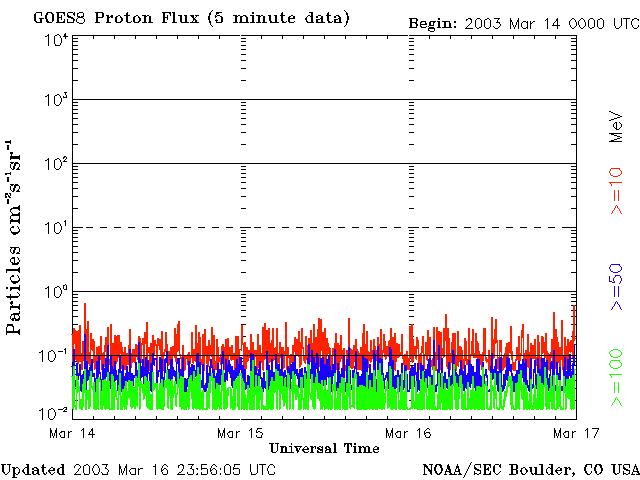 GOES8 Proton Flux (5 minute data)
Begin: 2003 Mar 14 0000 UTC
Particles cm⁻²s⁻¹sr⁻¹
10⁴
10³
10²
10¹
10⁰
10⁻¹
10⁻²
Mar 14
Mar 15
Mar 16
Mar 17
Universal Time
MeV
>=10
>=50
>=100
Updated 2003 Mar 16 23:56:05 UTC
NOAA/SEC Boulder, CO USA